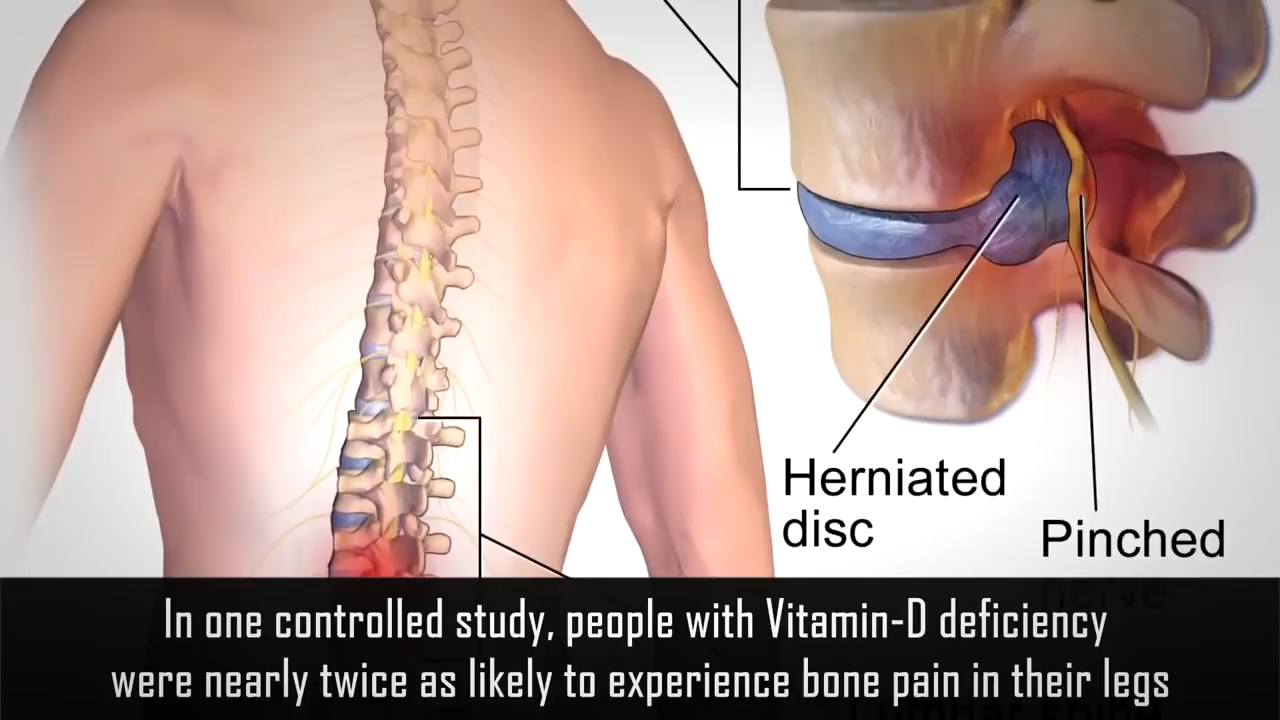 Herniated
disc
Pinched
nerve
In one controlled study, people with Vitamin-D deficiency
were nearly twice as likely to experience bone pain in their legs